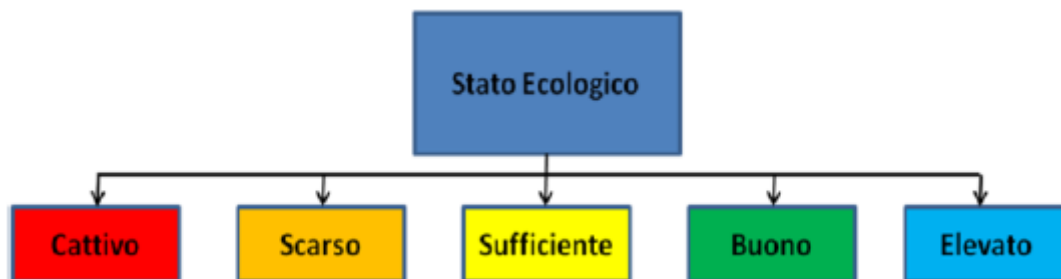 Stato Ecologico
Cattivo
Scarso
Sufficiente
Buono
Elevato